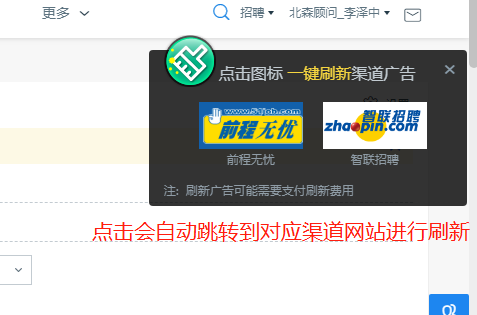 更多 招聘 北森顾问_李泽中
点击图标 一键刷新渠道广告
www.51job.com
前程无忧
智联招聘
zhaopin.com
前程无忧 智联招聘
注: 刷新广告可能需要支付刷新费用
点击会自动跳转到对应渠道网站进行刷新